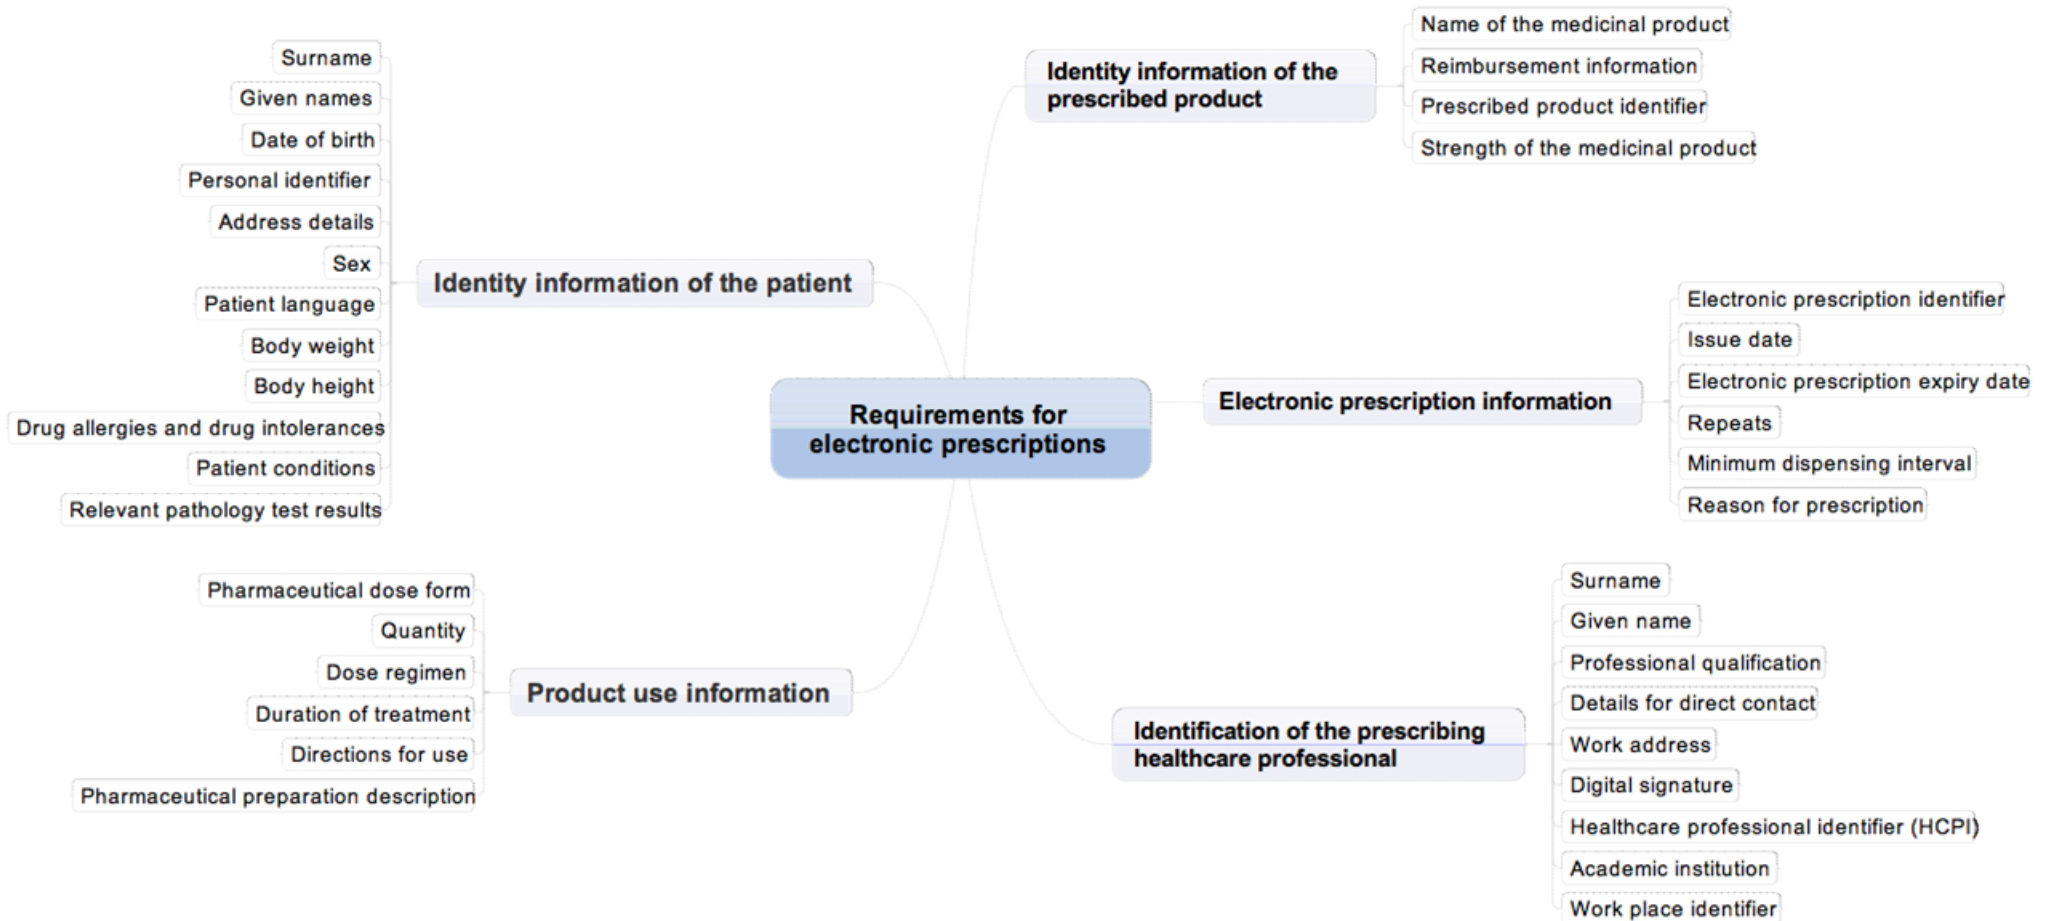 Surname
Given names
Date of birth
Personal identifier
Address details
Sex
Patient language
Body weight
Body height
Drug allergies and drug intolerances
Patient conditions
Relevant pathology test results
Identity information of the patient
Pharmaceutical dose form
Quantity
Dose regimen
Duration of treatment
Directions for use
Pharmaceutical preparation description
Product use information
Requirements for
electronic prescriptions
Identity information of the
prescribed product
Name of the medicinal product
Reimbursement information
Prescribed product identifier
Strength of the medicinal product
Electronic prescription information
Electronic prescription identifier
Issue date
Electronic prescription expiry date
Repeats
Minimum dispensing interval
Reason for prescription
Identification of the prescribing
healthcare professional
Surname
Given name
Professional qualification
Details for direct contact
Work address
Digital signature
Healthcare professional identifier (HCPI)
Academic institution
Work place identifier